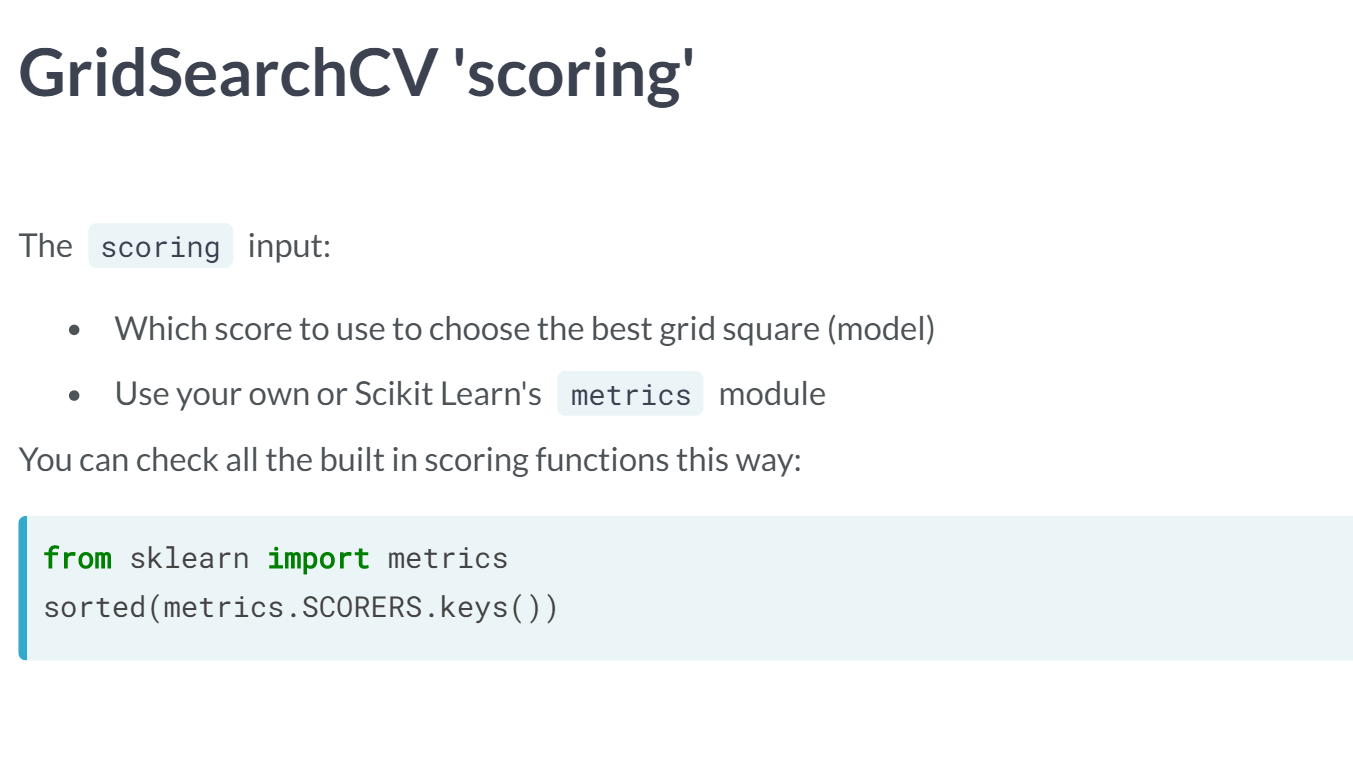 GridSearchCV 'scoring'
The scoring input:
• Which score to use to choose the best grid square (model)
• Use your own or Scikit Learn's metrics module
You can check all the built in scoring functions this way:
from sklearn import metrics
sorted(metrics.SCORERS.keys())